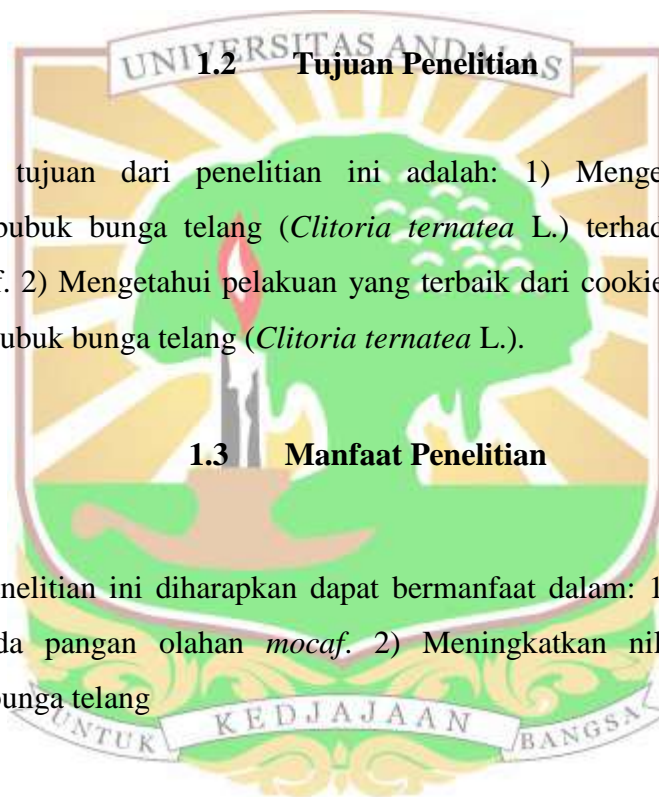 UNIVERSITAS ANDALAS
1.2 Tujuan Penelitian
tujuan dari penelitian ini adalah: 1) Menge
bubuk bunga telang (Clitoria ternatea L.) terhad
f. 2) Mengetahui pelakuan yang terbaik dari cookie
ubuk bunga telang (Clitoria ternatea L.).
1.3 Manfaat Penelitian
nelitian ini diharapkan dapat bermanfaat dalam: 1
da pangan olahan mocaf. 2) Meningkatkan nil
bunga telang
UNTUK KEDJAJAAN BANGSA